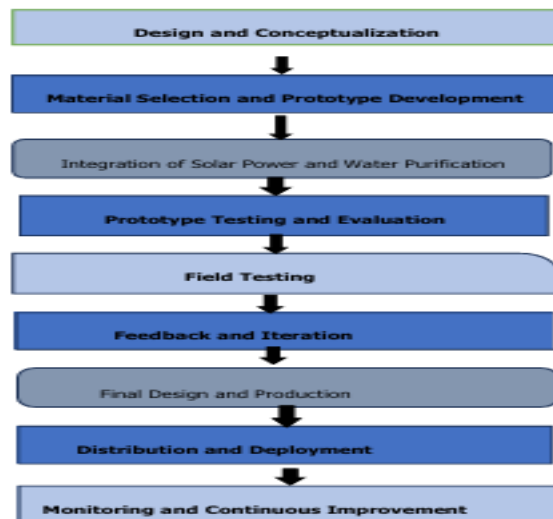 Design and Conceptualization
Material Selection and Prototype Development
Integration of Solar Power and Water Purification
Prototype Testing and Evaluation
Field Testing
Feedback and Iteration
Final Design and Production
Distribution and Deployment
Monitoring and Continuous Improvement